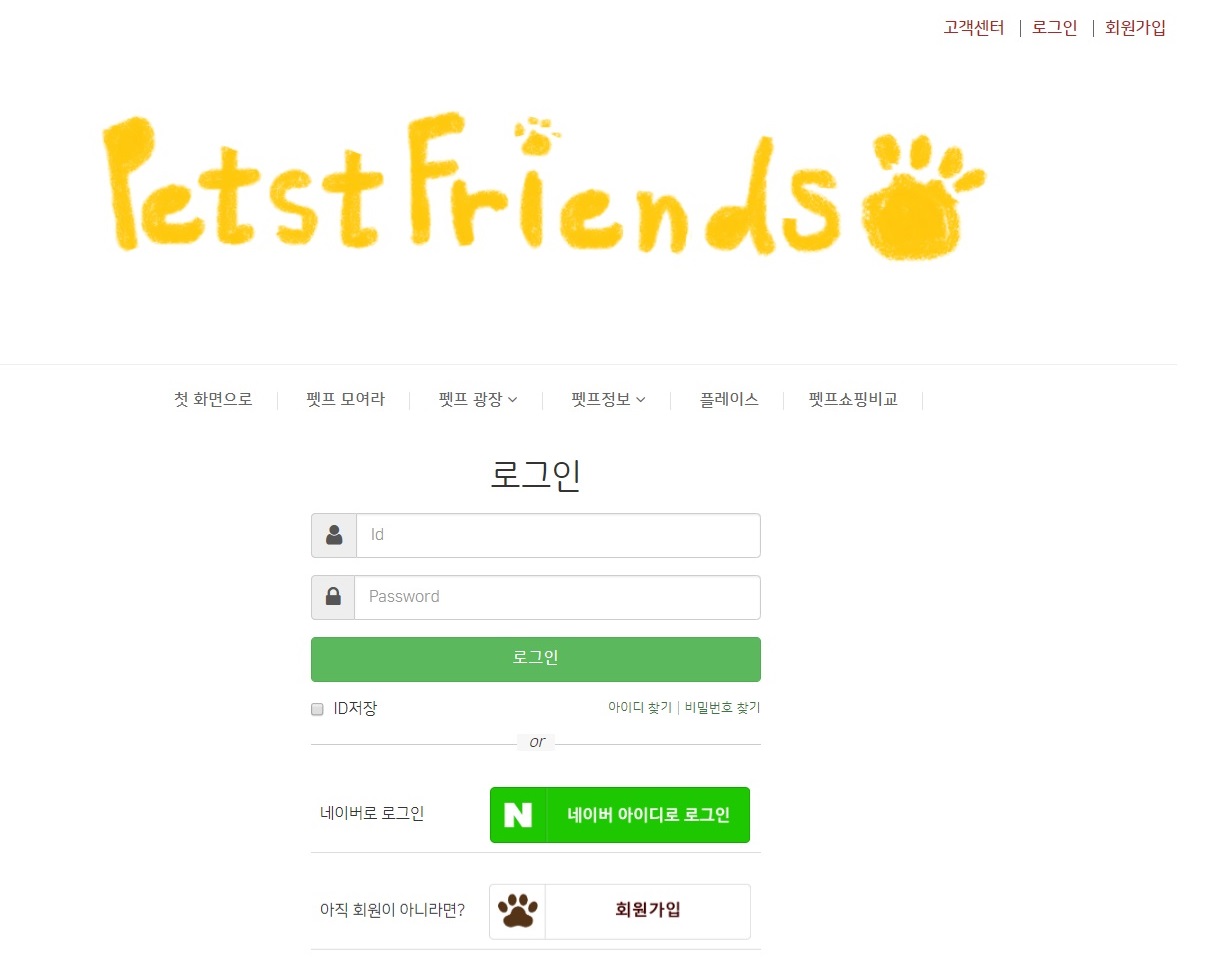 고객센터 | 로그인 | 회원가입
PetstFriends
첫 화면으로 펫프 모여라 펫프 광장 펫프정보 플레이스 펫프쇼핑비교
로그인
Id
Password
로그인
ID저장 아이디 찾기 | 비밀번호 찾기
or
네이버로 로그인 N 네이버 아이디로 로그인
아직 회원이 아니라면? 회원가입